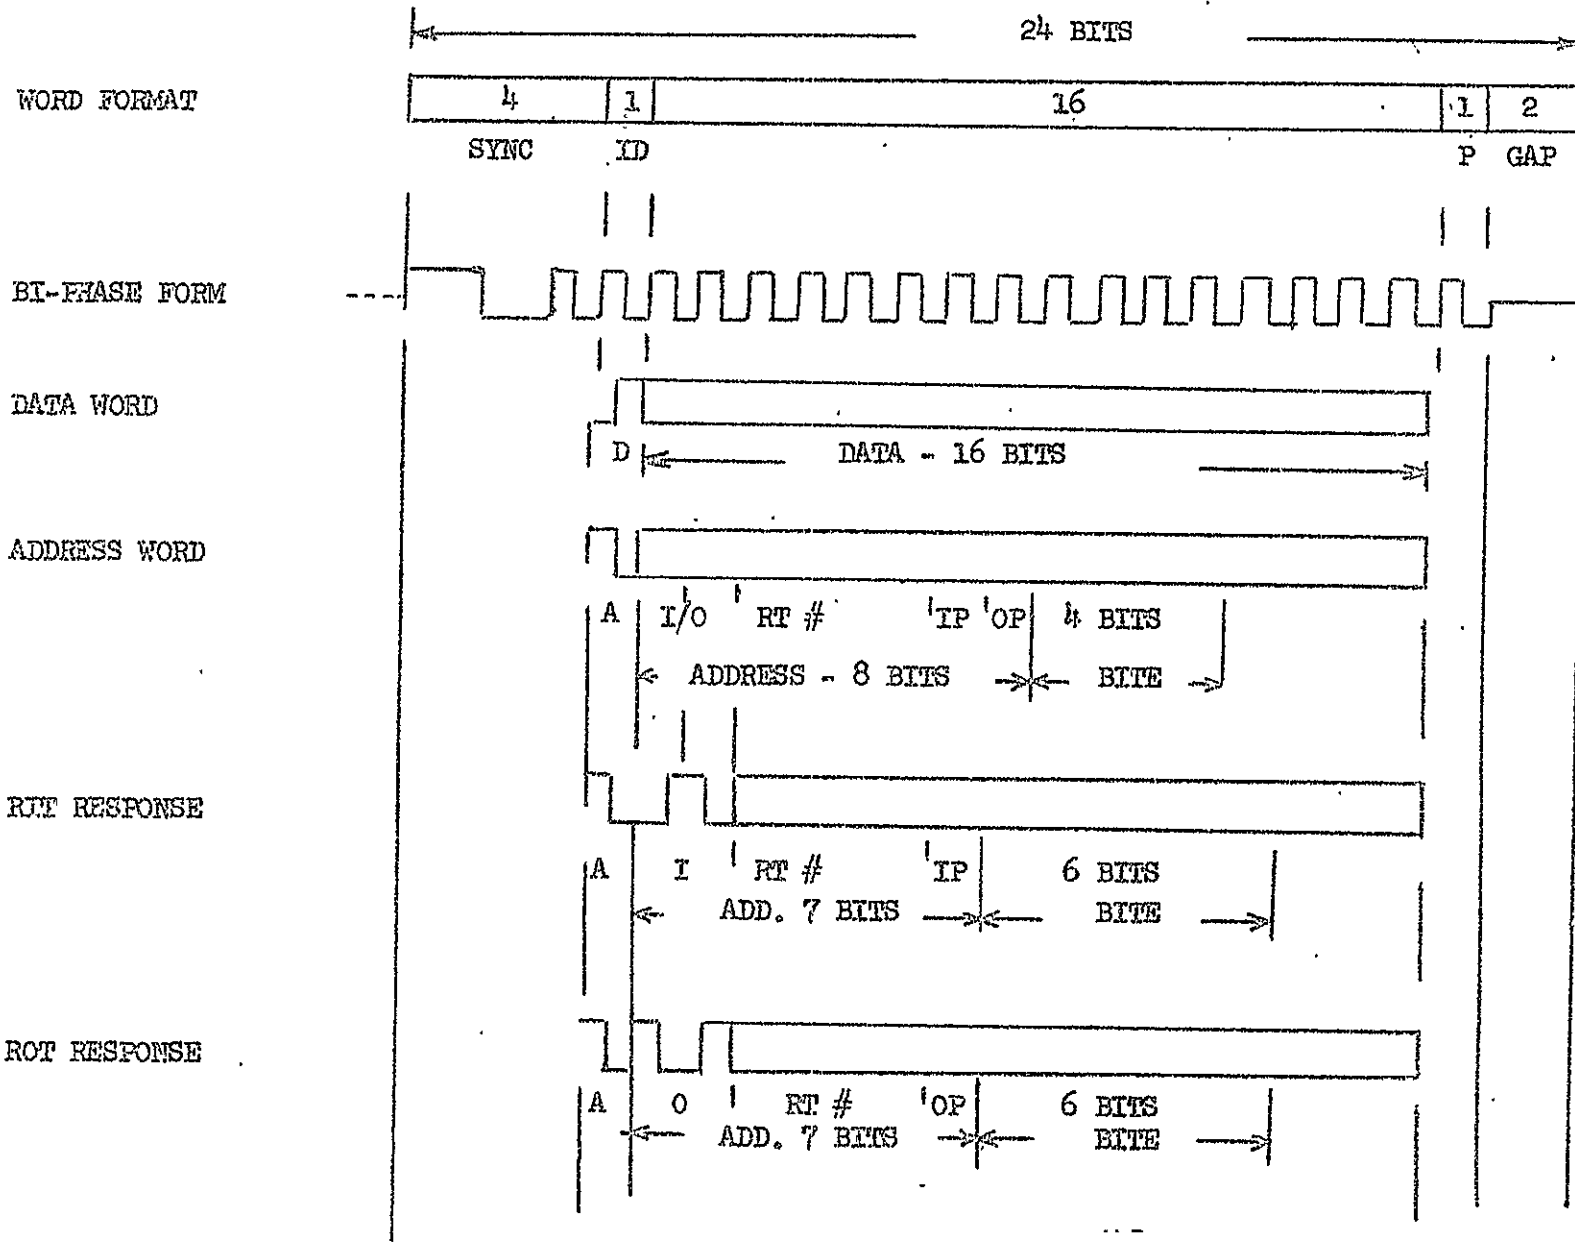 24 BITS
WORD FORMAT 4 1 16 1 2
SYNC ID P GAP
BI-PHASE FORM
DATA WORD
D DATA - 16 BITS
ADDRESS WORD
A I/O RT # IP OP 4 BITS
ADDRESS - 8 BITS BITE
RIT RESPONSE
A I RT # IP 6 BITS
ADD. 7 BITS BITE
ROT RESPONSE
A O RT # OP 6 BITS
ADD. 7 BITS BITE